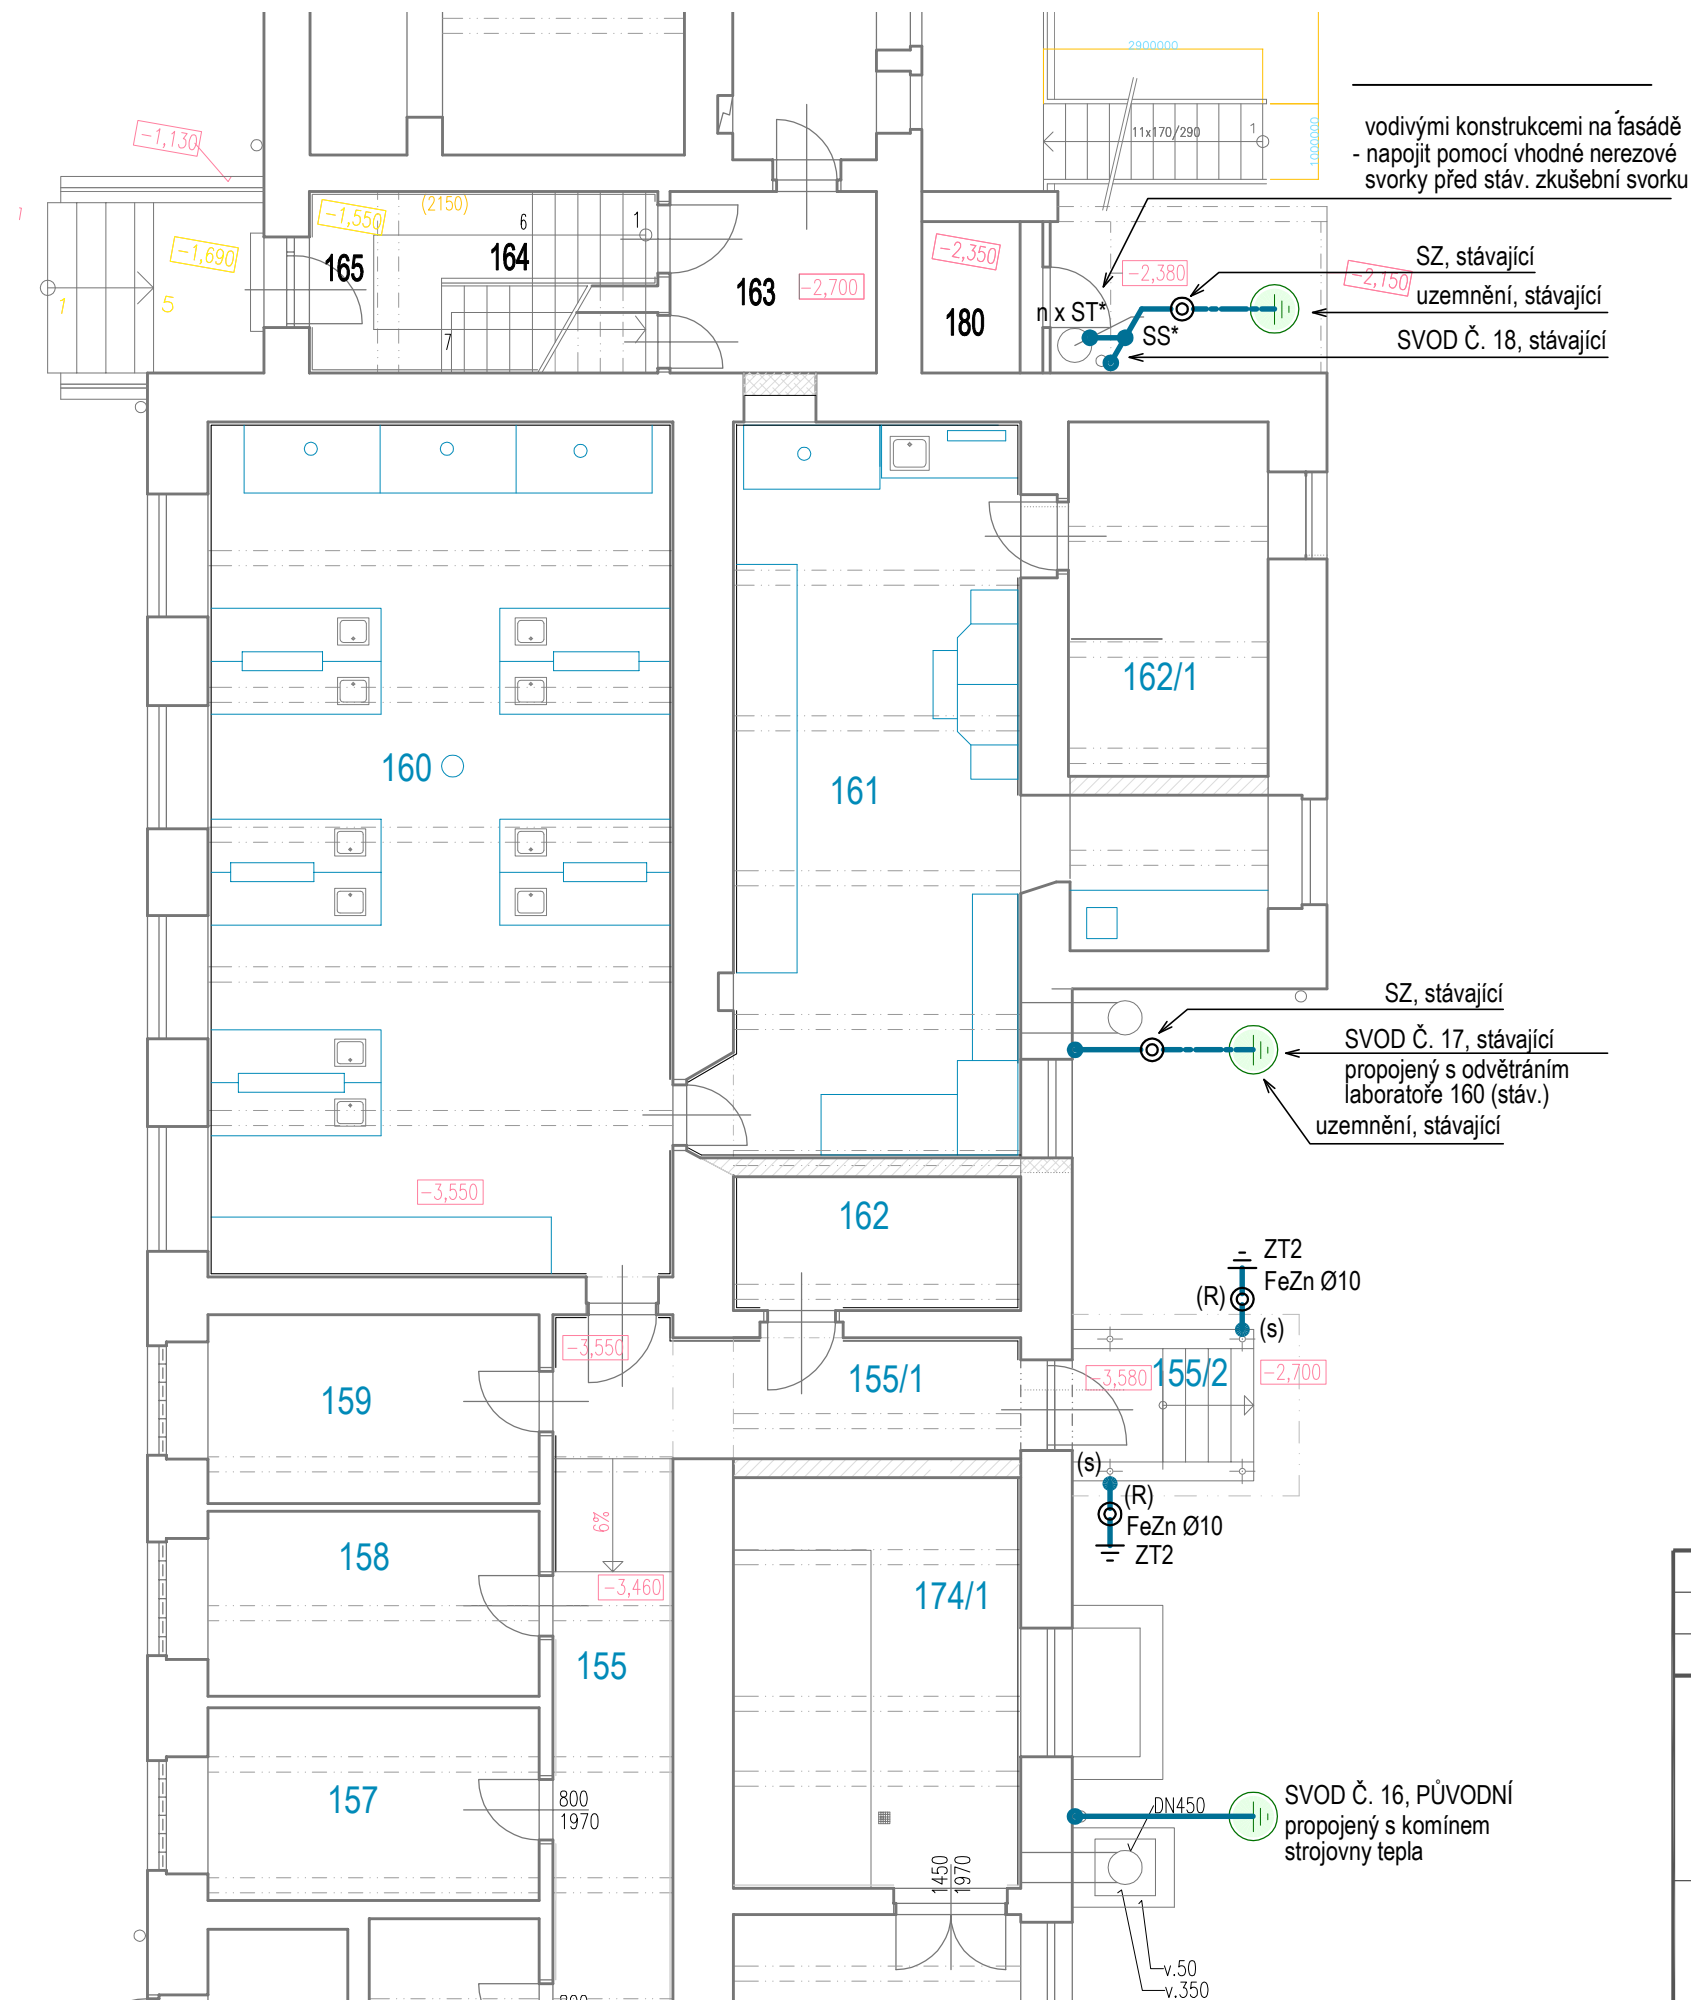 2900000
1000000
11x170/290
1
vodivými konstrukcemi na fasádě
- napojit pomocí vhodné nerezové
svorky před stáv. zkušební svorku
-1,130
-1,550
(2150)
-1,690
1
5
6
1
7
165
164
163
-2,700
-2,350
180
-2,380
-2,150
n x ST*
SS*
SZ, stávající
uzemnění, stávající
SVOD Č. 18, stávající
160
161
162/1
SZ, stávající
SVOD Č. 17, stávající
propojený s odvětráním
laboratoře 160 (stáv.)
uzemnění, stávající
-3,550
162
ZT2
FeZn Ø10
(R)
(s)
-3,550
159
155/1
-3,580
155/2
-2,700
(s)
(R)
FeZn Ø10
ZT2
6%
158
-3,460
174/1
155
157
800
1970
DN450
SVOD Č. 16, PŮVODNÍ
propojený s komínem
strojovny tepla
1450
1970
v.50
v.350